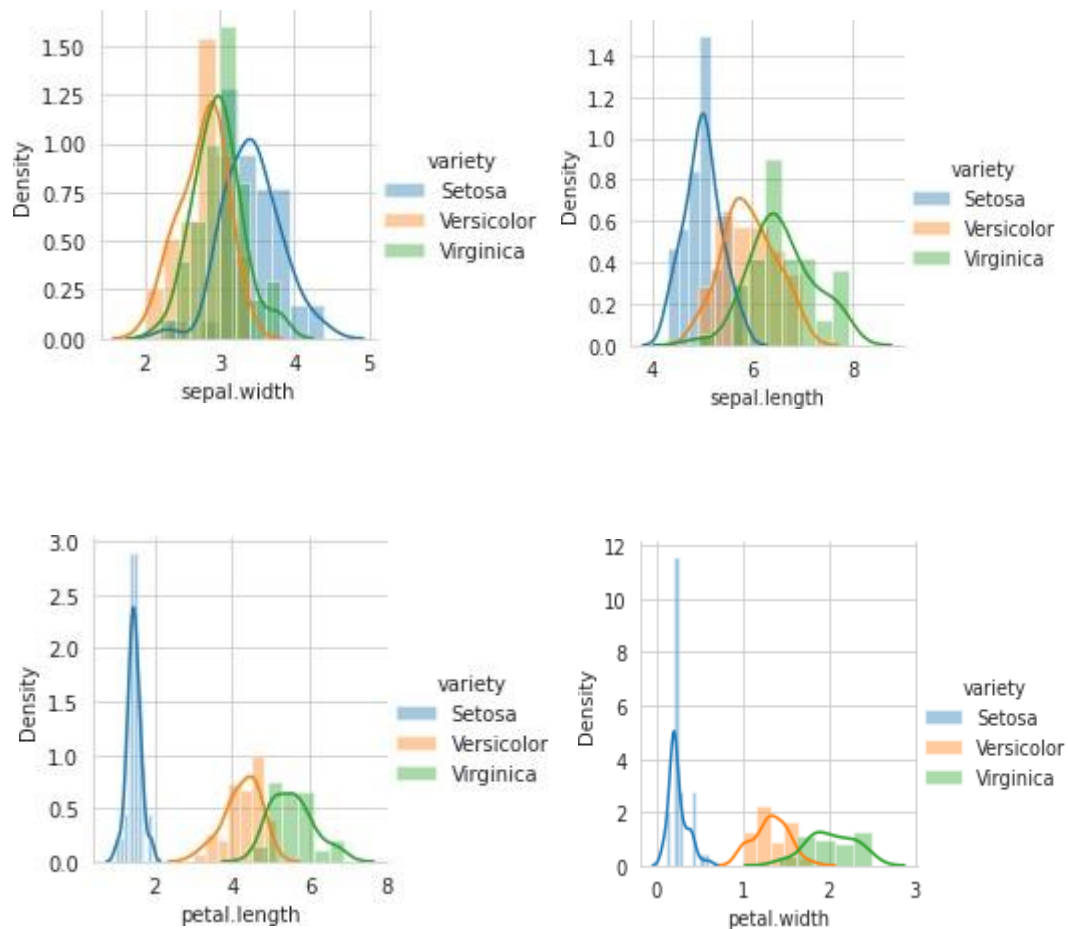 1.50
1.25
1.00
0.75
0.50
0.25
0.00
Density
2 3 4 5
sepal.width
variety
Setosa
Versicolor
Virginica
1.4
1.2
1.0
0.8
0.6
0.4
0.2
0.0
Density
4 6 8
sepal.length
variety
Setosa
Versicolor
Virginica
3.0
2.5
2.0
1.5
1.0
0.5
0.0
Density
2 4 6 8
petal.length
variety
Setosa
Versicolor
Virginica
12
10
8
6
4
2
0
Density
0 1 2 3
petal.width
variety
Setosa
Versicolor
Virginica